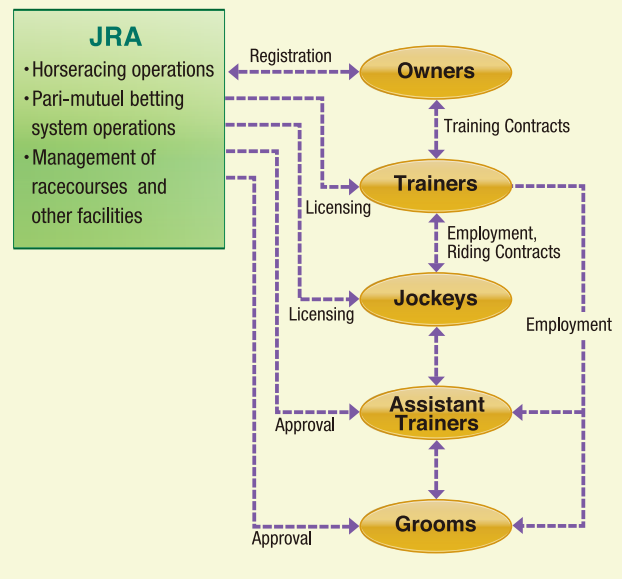 JRA
・Horseracing operations
・Pari-mutuel betting
system operations
・Management of
racecourses and
other facilities
Registration
Owners
Training Contracts
Trainers
Licensing
Employment,
Riding Contracts
Jockeys
Licensing
Employment
Assistant
Trainers
Approval
Grooms
Approval